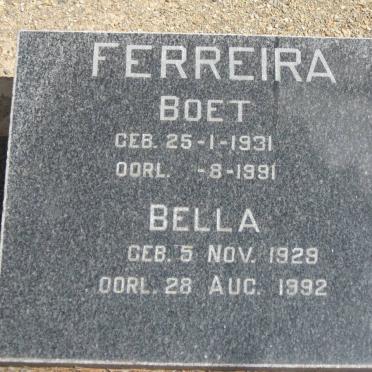 FERREIRA
BOET
GEB. 25-1-1931
OORL. -8-1991
BELLA
GEB. 5 NOV. 1929
OORL. 28 AUG. 1992